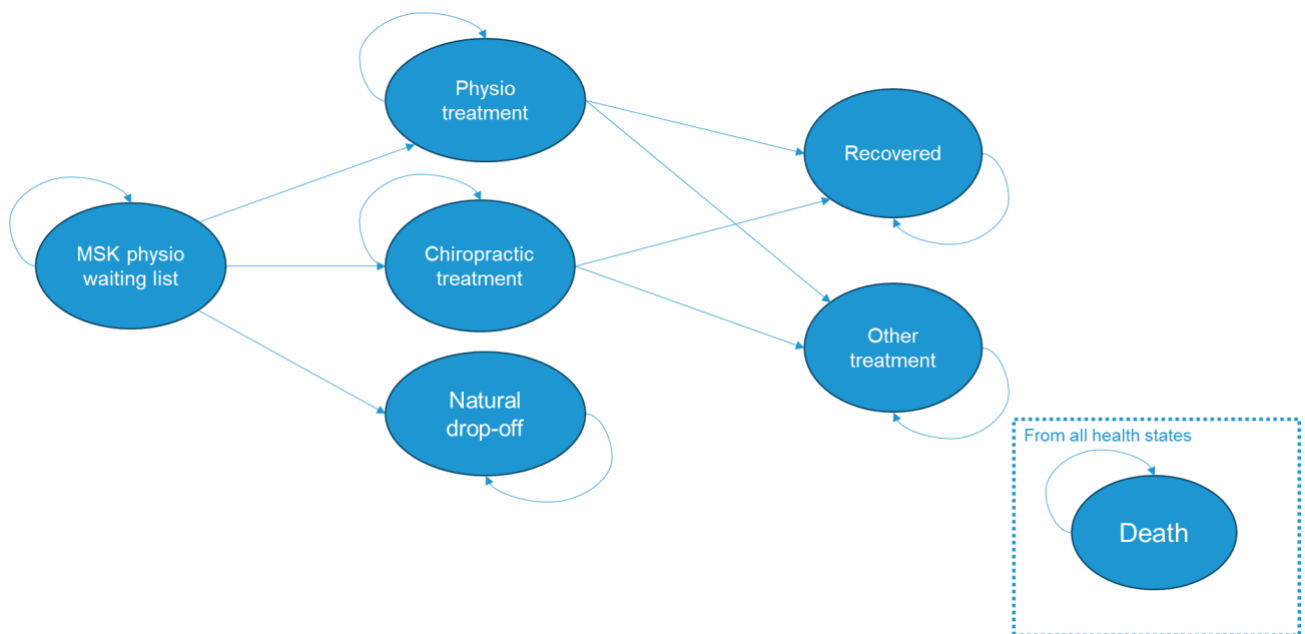 Physio
treatment
Recovered
MSK physio
waiting list
Chiropractic
treatment
Other
treatment
Natural
drop-off
From all health states
Death